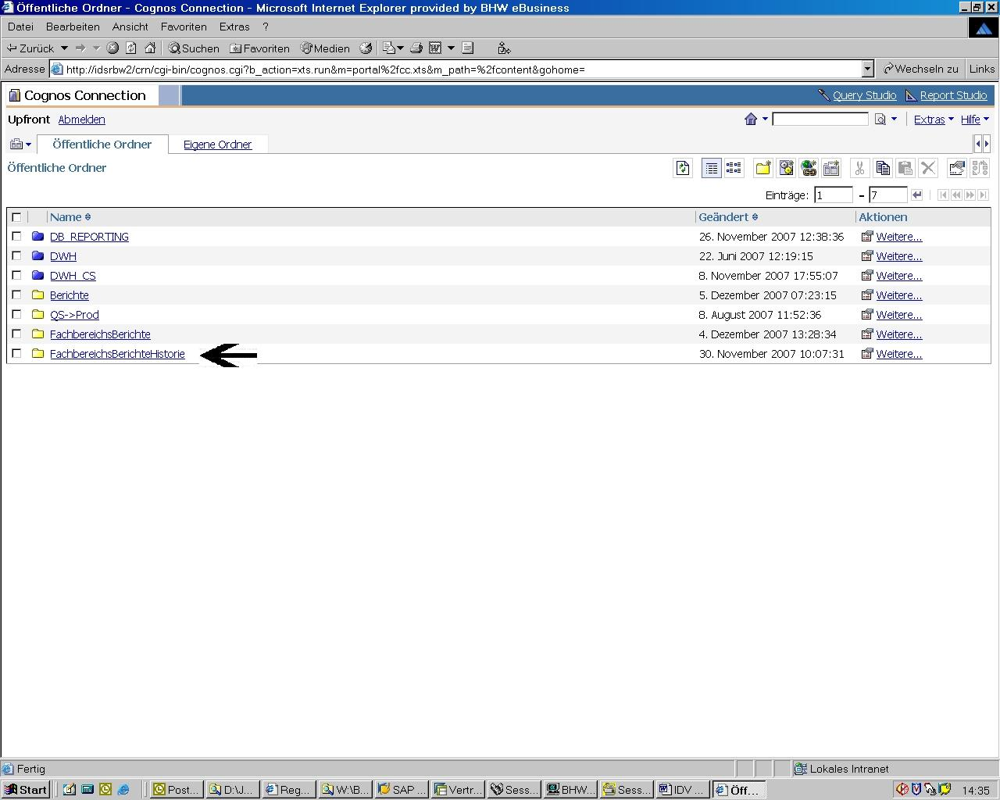 Öffentliche Ordner - Cognos Connection - Microsoft Internet Explorer provided by BHW eBusiness
Datei Bearbeiten Ansicht Favoriten Extras ?
Zurück Suchen Favoriten Medien
Adresse http://idsrbw2/crn/cgi-bin/cognos.cgi?b_action=xts.run&m=portal%2fcc.xts&m_path=%2fcontent&gohome= Wechseln zu Links
Cognos Connection Query Studio Report Studio
Upfront Abmelden Extras Hilfe
Öffentliche Ordner Eigene Ordner
Öffentliche Ordner
Einträge: 1 - 7
Name Geändert Aktionen
DB_REPORTING 26. November 2007 12:38:36 Weitere...
DWH 22. Juni 2007 12:19:15 Weitere...
DWH_CS 8. November 2007 17:55:07 Weitere...
Berichte 5. Dezember 2007 07:23:15 Weitere...
QS->Prod 8. August 2007 11:52:36 Weitere...
FachbereichsBerichte 4. Dezember 2007 13:28:34 Weitere...
FachbereichsBerichteHistorie 30. November 2007 10:07:31 Weitere...
Fertig Lokales Intranet
Start Post... D:\J... Reg... W:\B... SAP ... Vertr... Sess... BHW... Sess... IDV ... Öff... 14:35